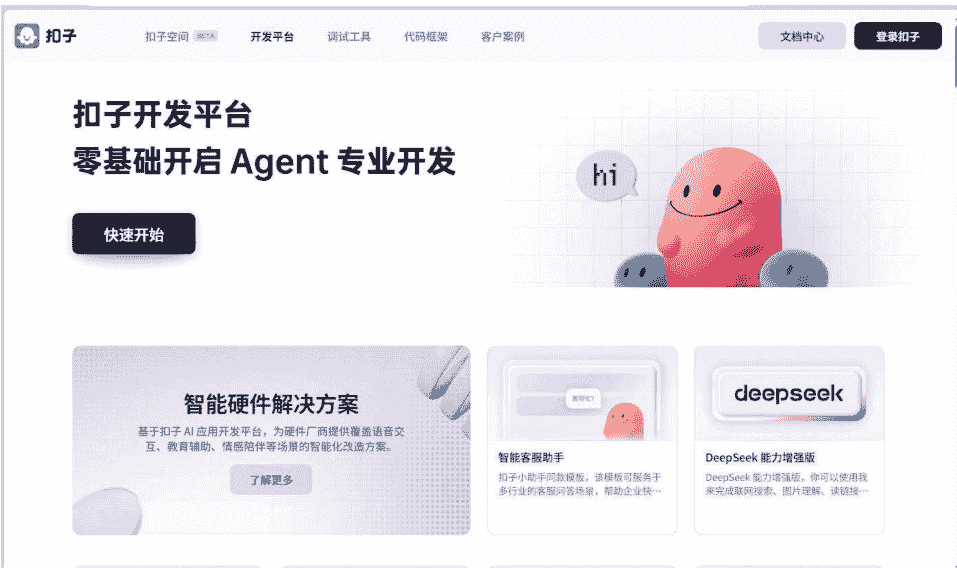 扣子
扣子空间 BETA
开发平台
调试工具
代码框架
客户案例
文档中心
登录扣子
扣子开发平台
零基础开启 Agent 专业开发
快速开始
hi
智能硬件解决方案
基于扣子 AI 应用开发平台，为硬件厂商提供覆盖语音交
互、教育辅助、情感陪伴等场景的智能化改造方案。
了解更多
智能客服助手
扣子小助手同款模板，该模板可服务于
多行业的客服问答场景，帮助企业快···
deepseek
DeepSeek 能力增强版
DeepSeek 能力增强版，你可以使用我
来完成联网搜索、图片理解、读链接···